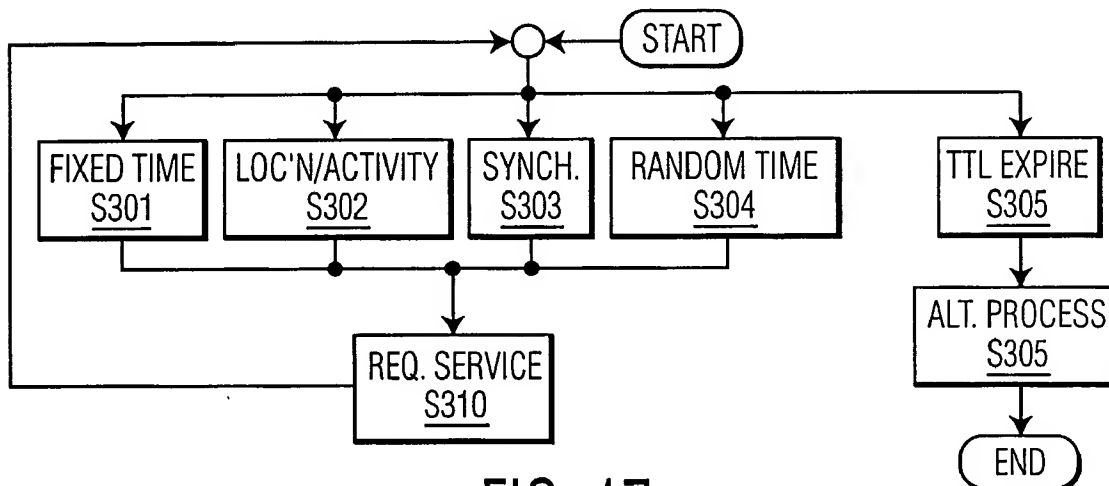 START
FIXED TIME
S301
LOC'N/ACTIVITY
S302
SYNCH.
S303
RANDOM TIME
S304
TTL EXPIRE
S305
REQ. SERVICE
S310
ALT. PROCESS
S305
END